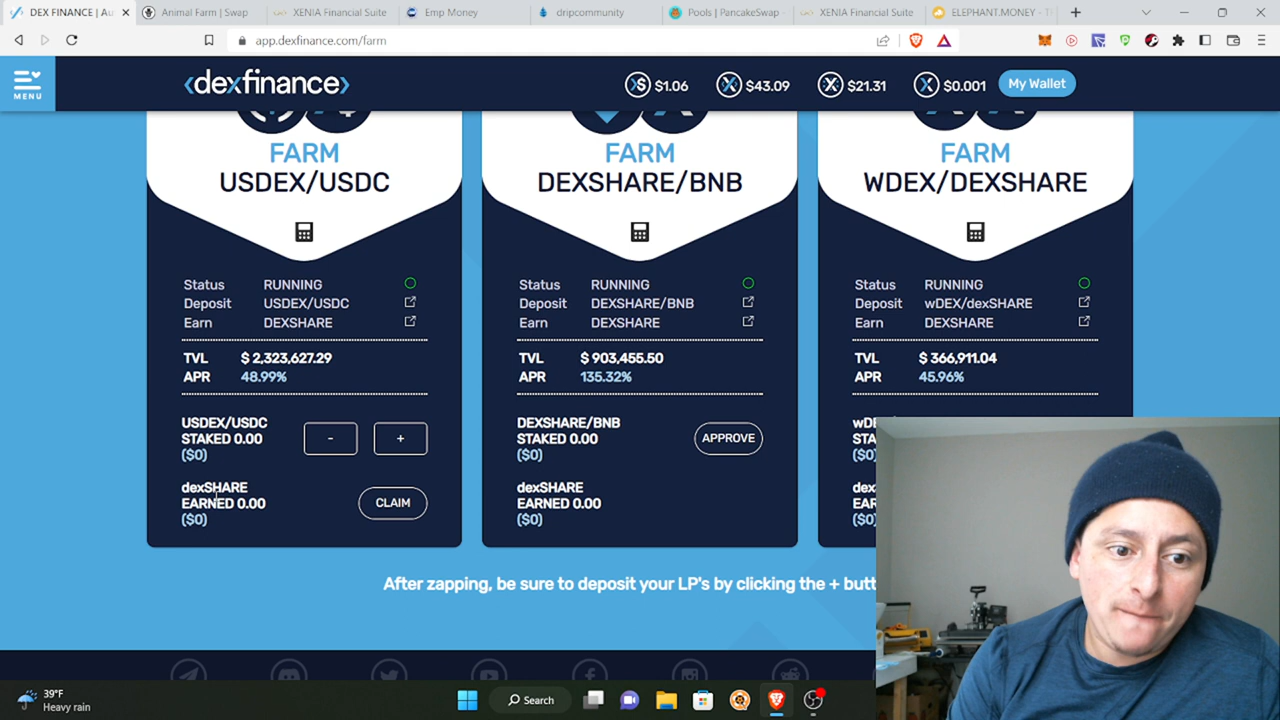 DEX FINANCE | Au
Animal Farm | Swap
XENIA Financial Suite
Emp Money
dripcommunity
Pools | PancakeSwap -
XENIA Financial Suite
ELEPHANT.MONEY - T
app.dexfinance.com/farm
MENU
dexfinance
$1.06
$43.09
$21.31
$0.001
My Wallet
FARM
USDEX/USDC
Status RUNNING
Deposit USDEX/USDC
Earn DEXSHARE
TVL $ 2,323,627.29
APR 48.99%
USDEX/USDC
STAKED 0.00
($0)
-
+
dexSHARE
EARNED 0.00
($0)
CLAIM
FARM
DEXSHARE/BNB
Status RUNNING
Deposit DEXSHARE/BNB
Earn DEXSHARE
TVL $ 903,455.50
APR 135.32%
DEXSHARE/BNB
STAKED 0.00
($0)
APPROVE
dexSHARE
EARNED 0.00
($0)
FARM
WDEX/DEXSHARE
Status RUNNING
Deposit wDEX/dexSHARE
Earn DEXSHARE
TVL $ 366,911.04
APR 45.96%
After zapping, be sure to deposit your LP's by clicking the + butt
39°F
Heavy rain
Search